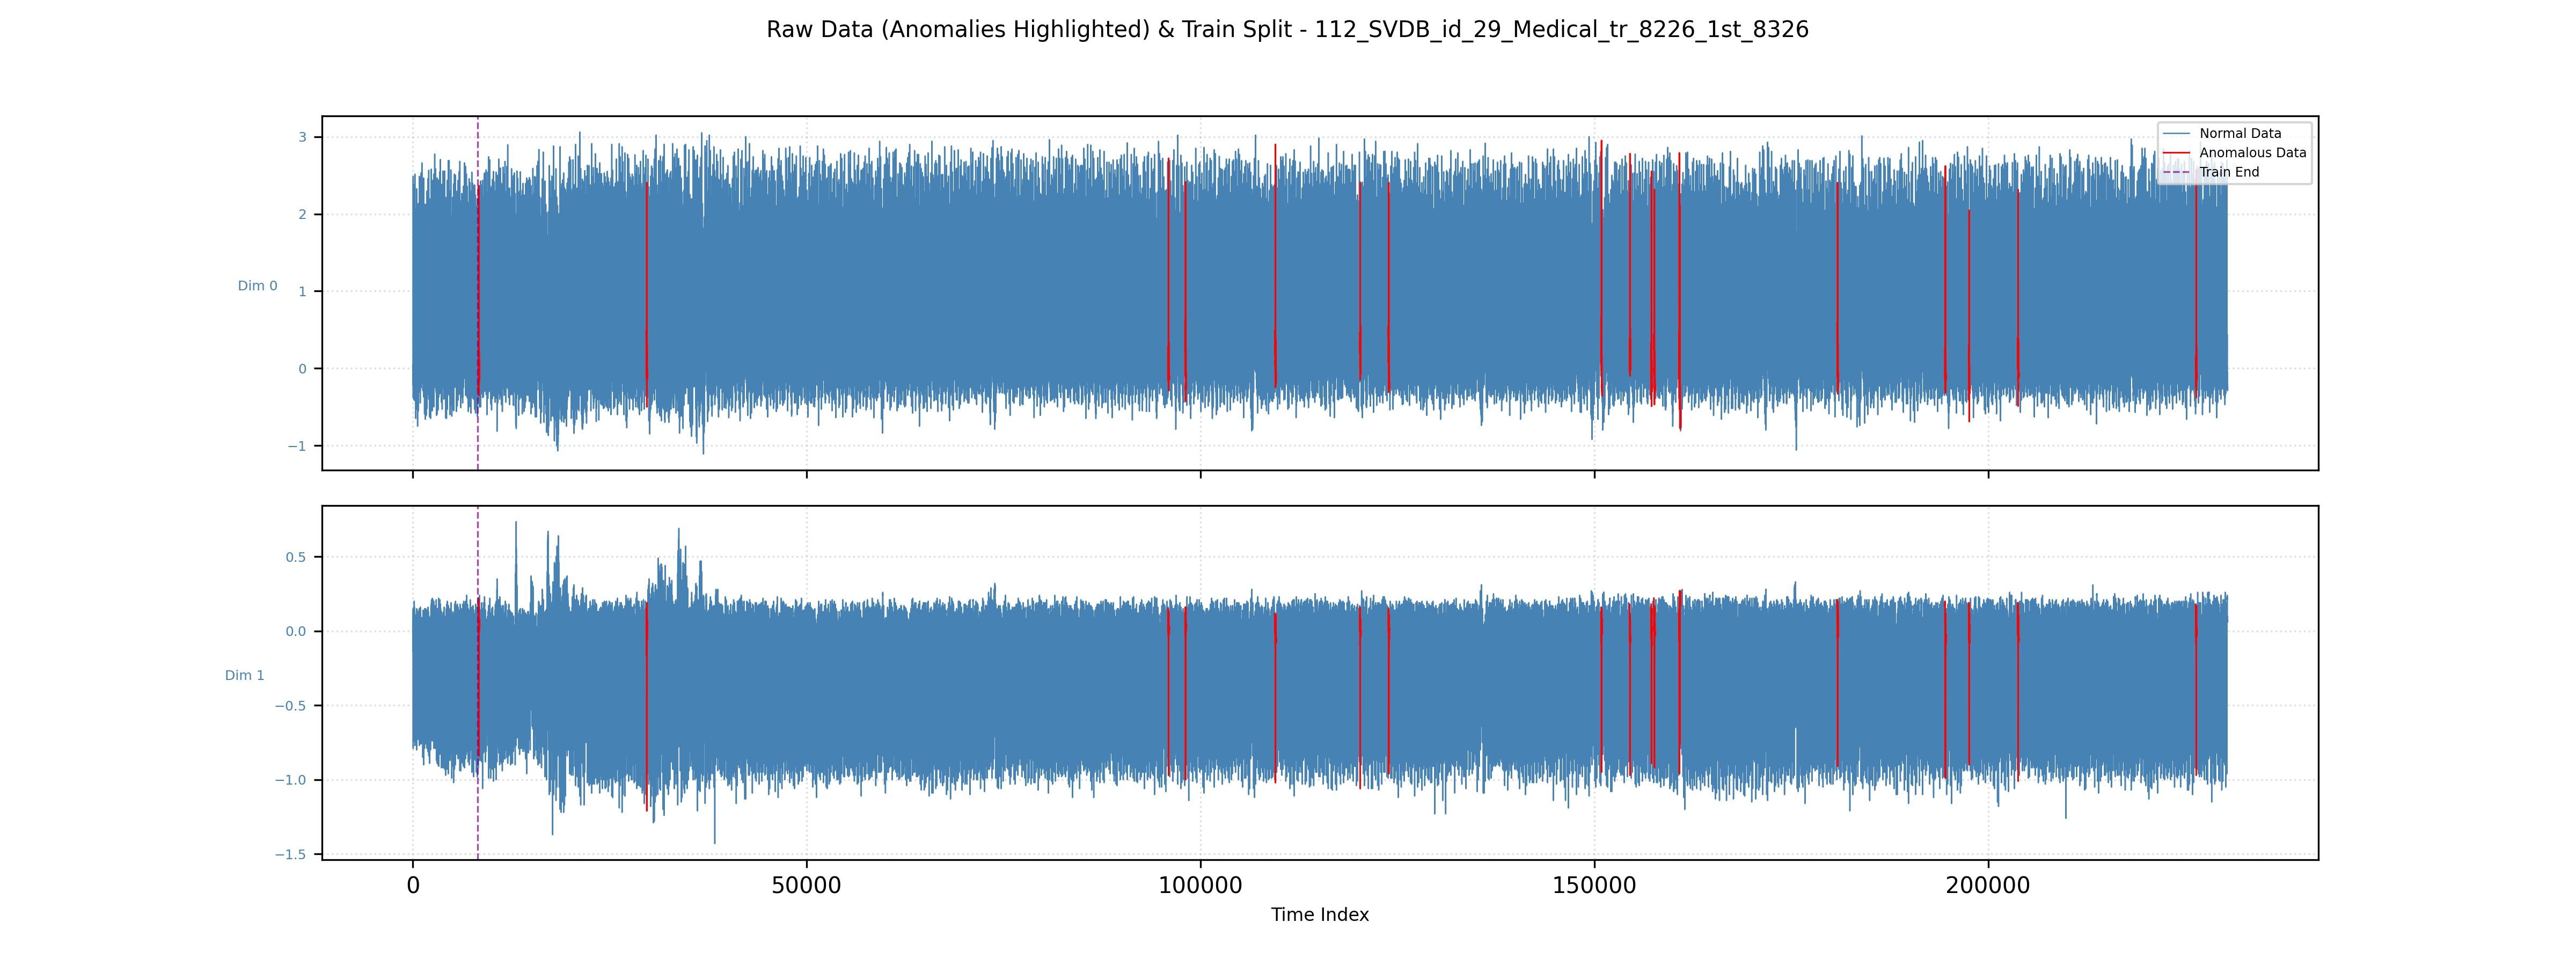 Raw Data (Anomalies Highlighted) & Train Split - 112_SVDB_id_29_Medical_tr_8226_1st_8326
Normal Data
Anomalous Data
Train End
Dim 0
3
2
1
0
−1
Dim 1
0.5
0.0
−0.5
−1.0
−1.5
0
50000
100000
150000
200000
Time Index